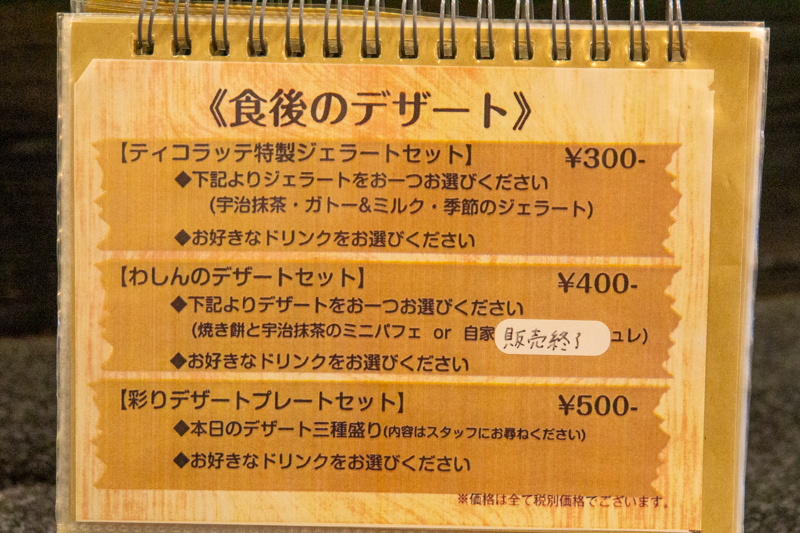 《食後のデザート》
【ティコラッテ特製ジェラートセット】 ¥300-
◆下記よりジェラートをお一つお選びください
(宇治抹茶・ガトー&ミルク・季節のジェラート)
◆お好きなドリンクをお選びください
【わしんのデザートセット】 ¥400-
◆下記よりデザートをお一つお選びください
(焼き餅と宇治抹茶のミニパフェ or 自家 販売終了 ュレ)
◆お好きなドリンクをお選びください
【彩りデザートプレートセット】 ¥500-
◆本日のデザート三種盛り(内容はスタッフにお尋ねください)
◆お好きなドリンクをお選びください
※価格は全て税別価格でございます。